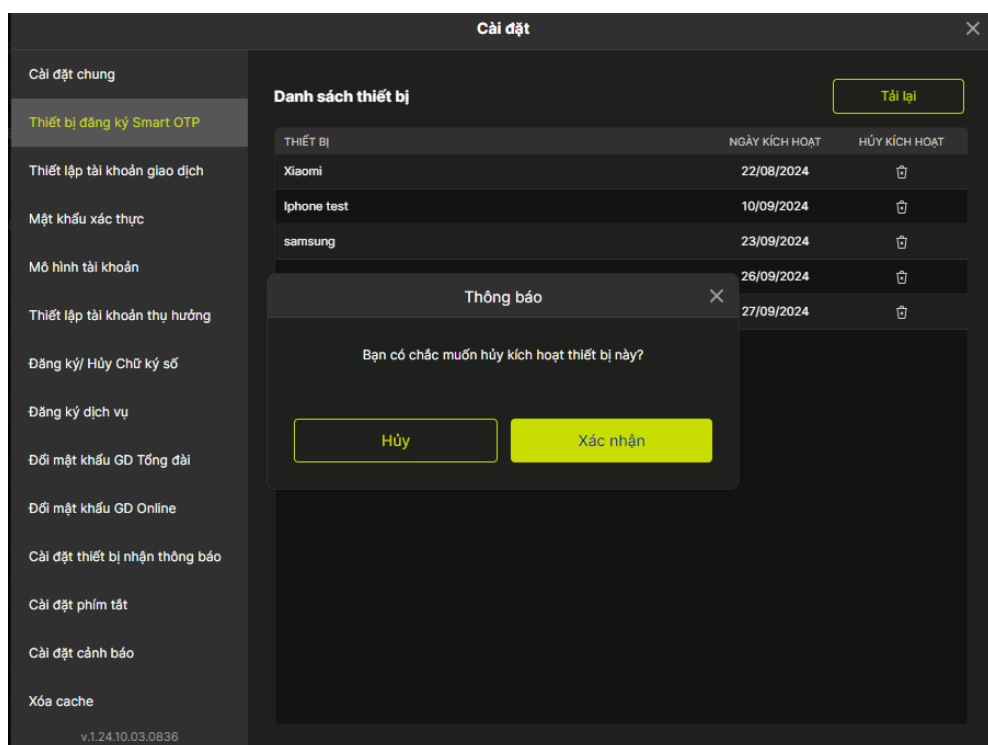 Cài đặt
Cài đặt chung
Thiết bị đăng ký Smart OTP
Thiết lập tài khoản giao dịch
Mật khẩu xác thực
Mô hình tài khoản
Thiết lập tài khoản thụ hưởng
Đăng ký/ Hủy Chữ ký số
Đăng ký dịch vụ
Đổi mật khẩu GD Tổng đài
Đổi mật khẩu GD Online
Cài đặt thiết bị nhận thông báo
Cài đặt phím tắt
Cài đặt cảnh báo
Xóa cache
v.1.24.10.03.0836
Danh sách thiết bị
Tải lại
THIẾT BỊ NGÀY KÍCH HOẠT HỦY KÍCH HOẠT
Xiaomi 22/08/2024
Iphone test 10/09/2024
samsung 23/09/2024
26/09/2024
27/09/2024
Thông báo
Bạn có chắc muốn hủy kích hoạt thiết bị này?
Hủy Xác nhận